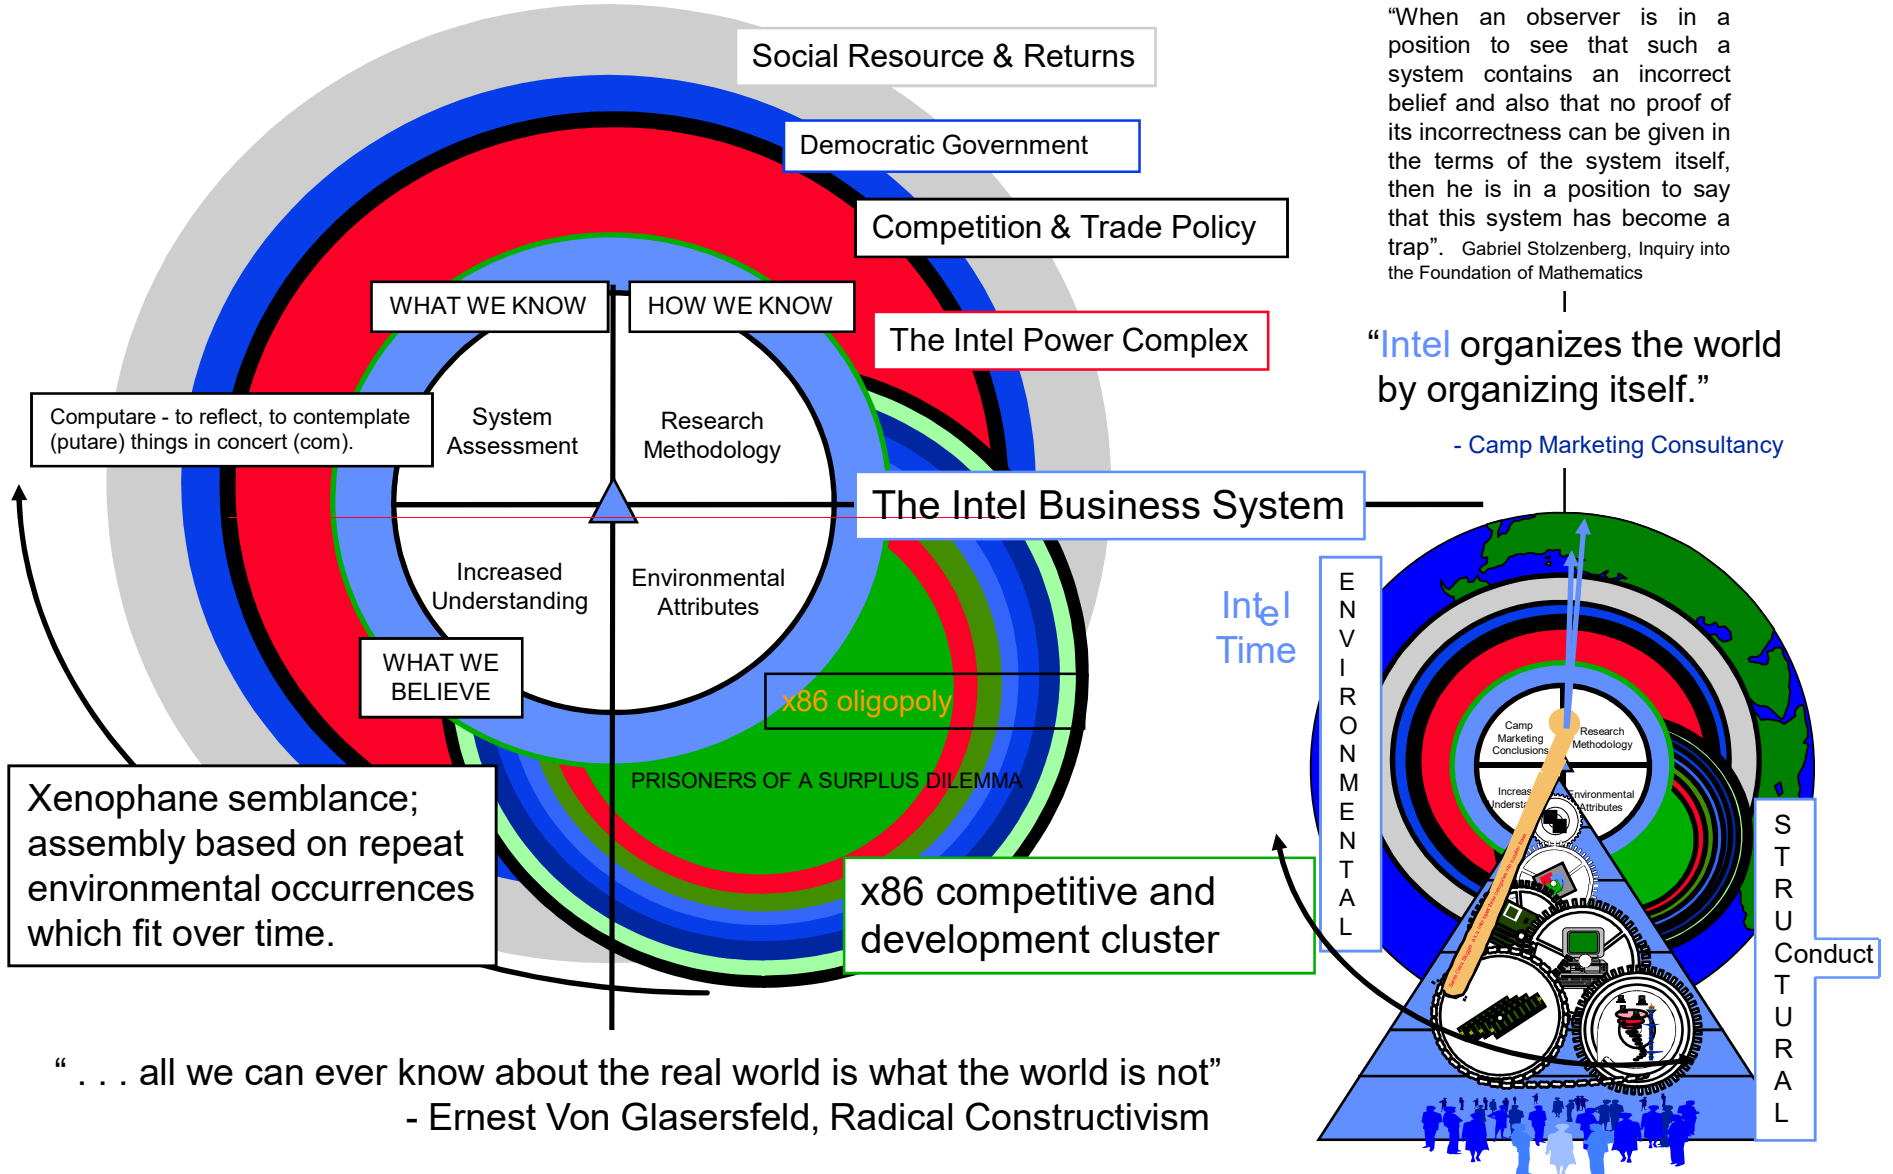 Social Resource & Returns
Democratic Government
Competition & Trade Policy
The Intel Power Complex
WHAT WE KNOW
HOW WE KNOW
Computare - to reflect, to contemplate
(putare) things in concert (com).
System
Assessment
Research
Methodology
The Intel Business System
Increased
Understanding
Environmental
Attributes
WHAT WE
BELIEVE
x86 oligopoly
PRISONERS OF A SURPLUS DILEMMA
Xenophane semblance;
assembly based on repeat
environmental occurrences
which fit over time.
x86 competitive and
development cluster
“ . . . all we can ever know about the real world is what the world is not”
- Ernest Von Glasersfeld, Radical Constructivism
“When an observer is in a
position to see that such a
system contains an incorrect
belief and also that no proof of
its incorrectness can be given in
the terms of the system itself,
then he is in a position to say
that this system has become a
trap”. Gabriel Stolzenberg, Inquiry into
the Foundation of Mathematics
“Intel organizes the world
by organizing itself.”
- Camp Marketing Consultancy
Intel
Time
ENVIRONMENTAL
Camp
Marketing
Conclusions
Research
Methodology
Environmental
Attributes
STRUCTURAL
Conduct